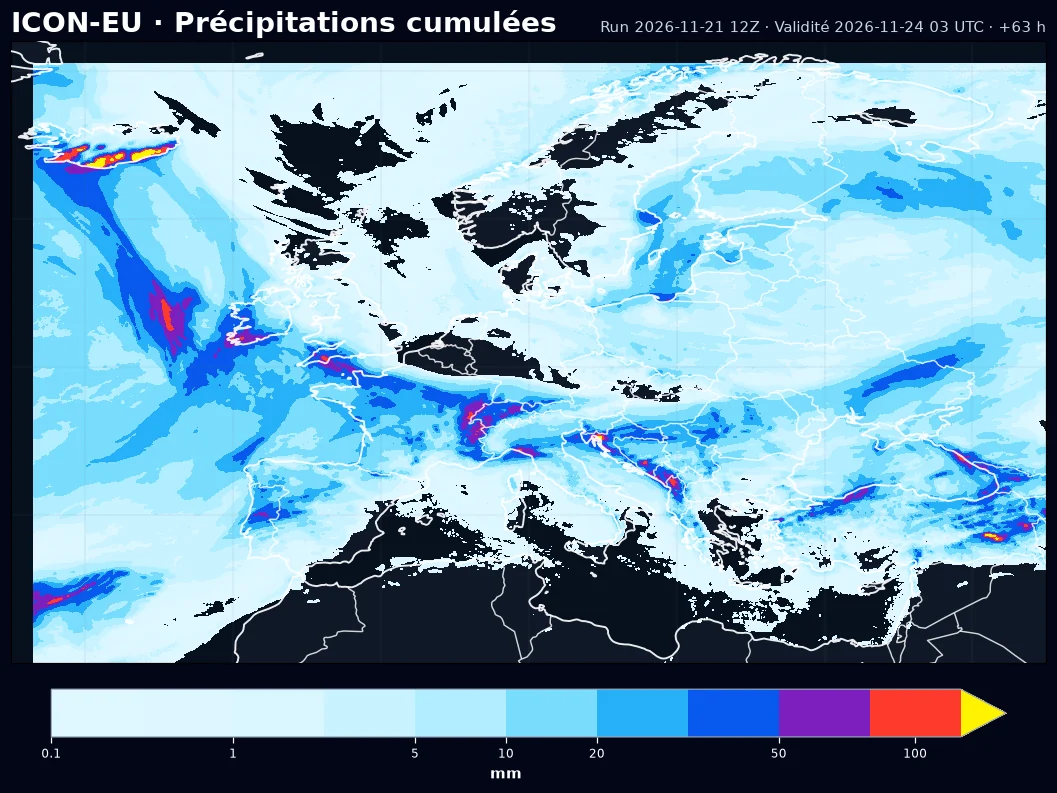 ICON-EU · Précipitations cumulées
Run 2026-11-21 12Z · Validité 2026-11-24 03 UTC · +63 h
0.1 1 5 10 20 50 100
mm